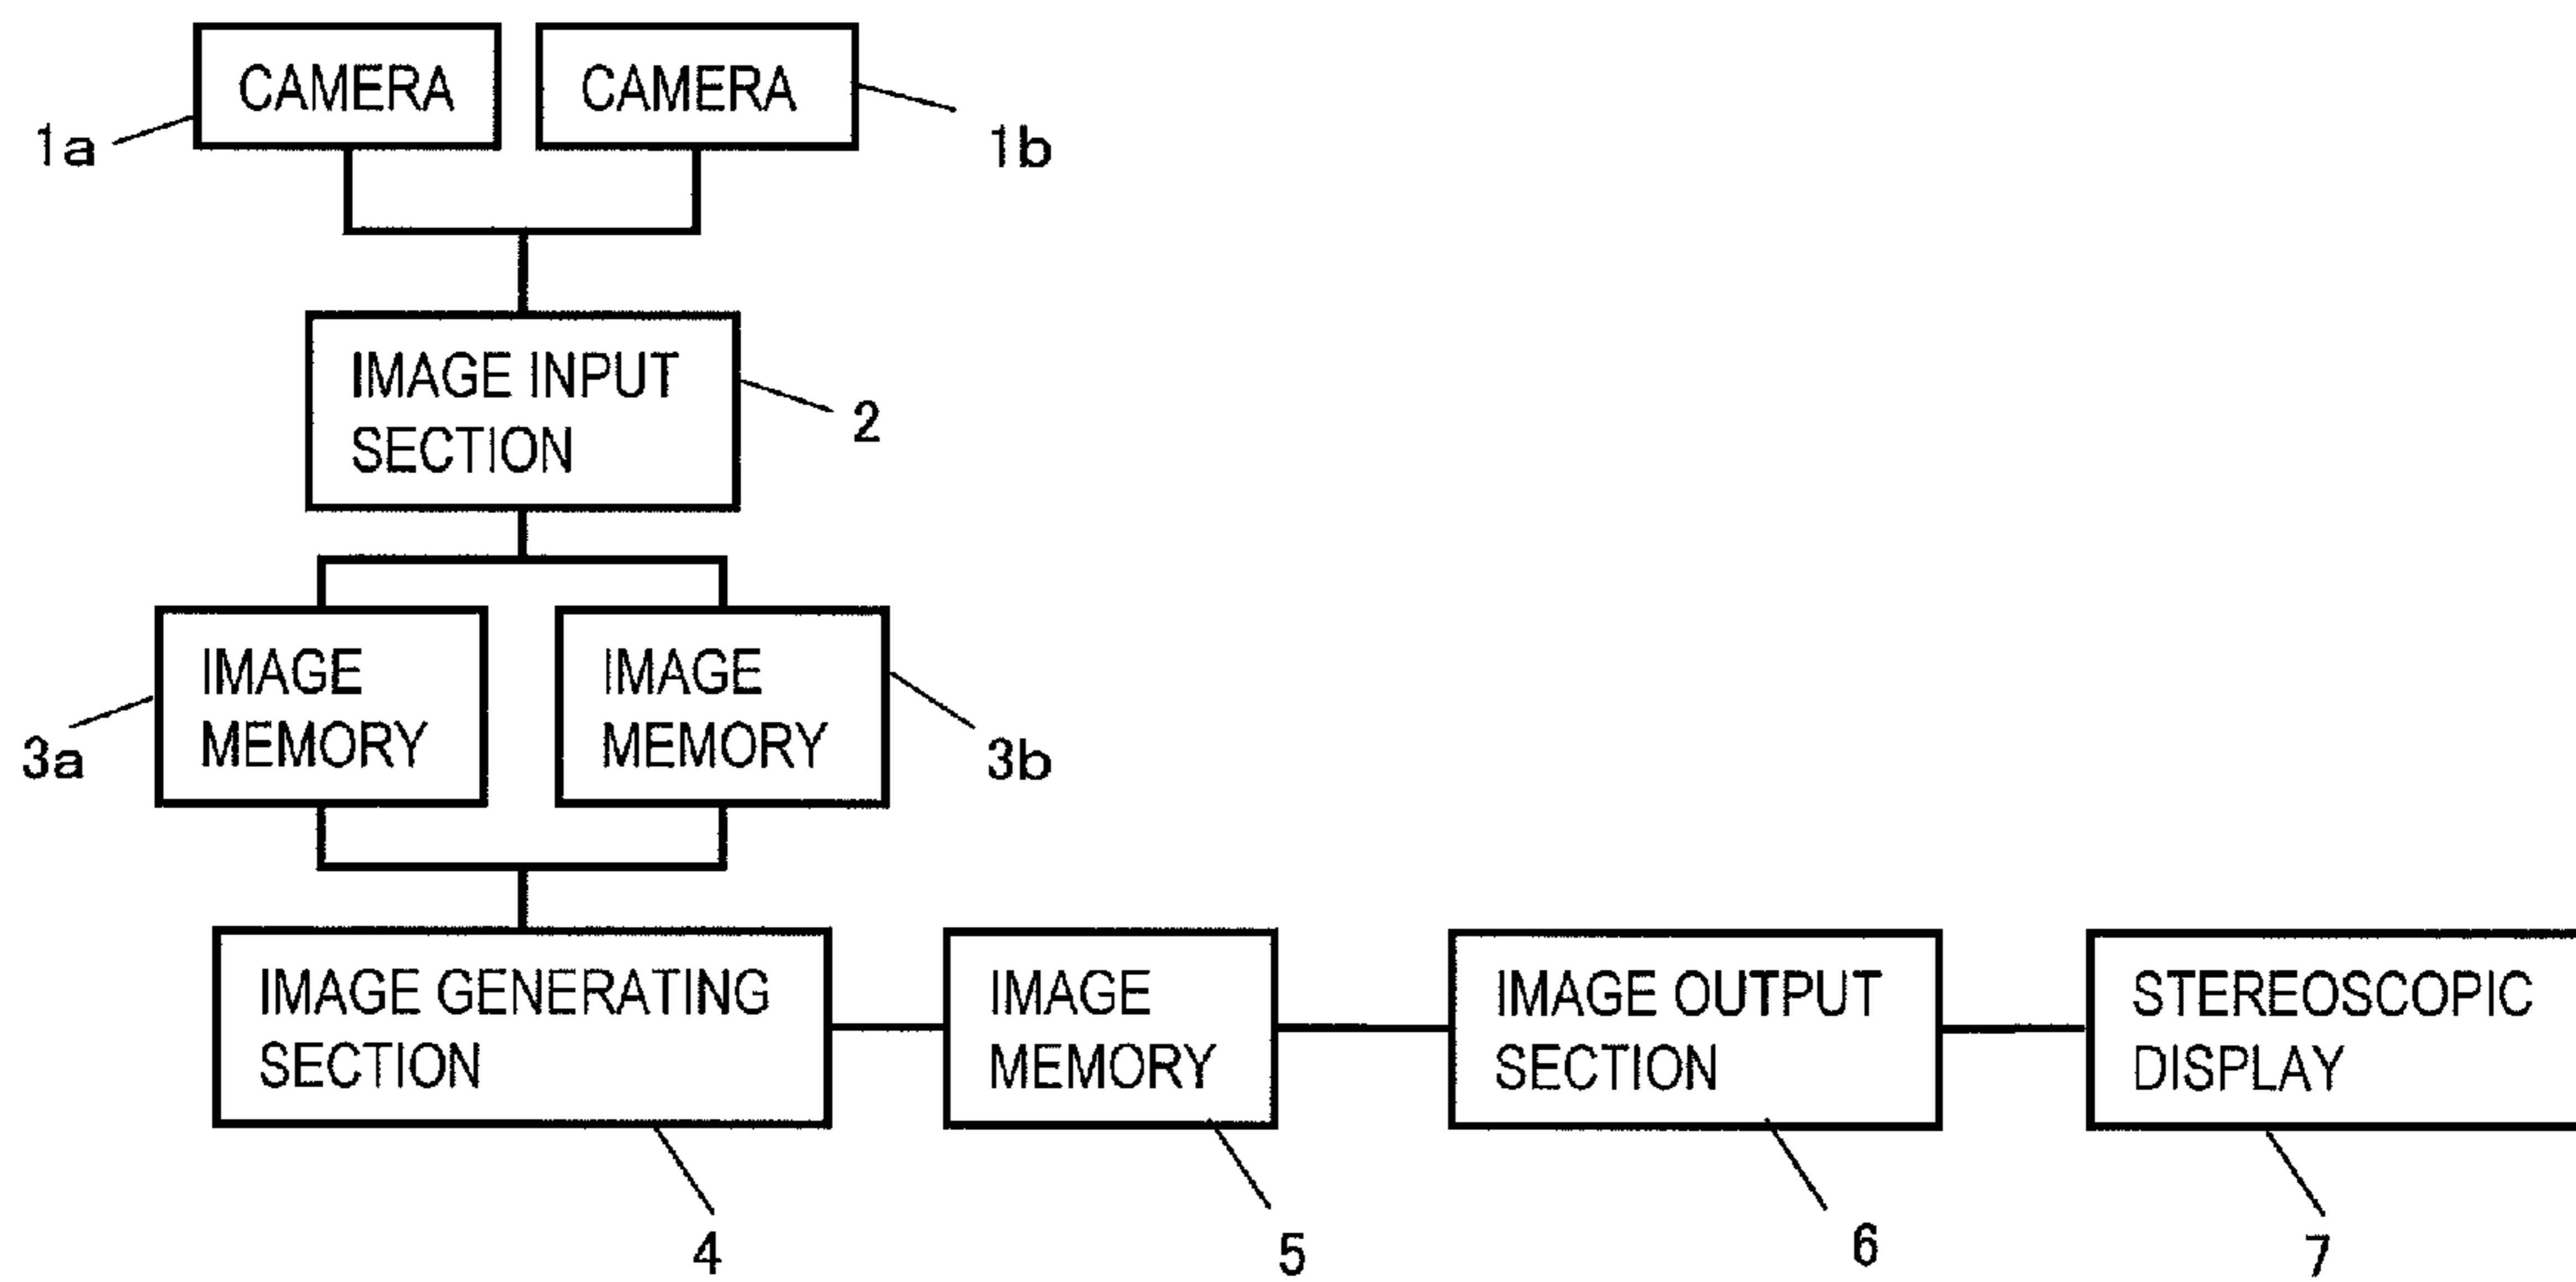 CAMERA
CAMERA
1a
1b
IMAGE INPUT
SECTION
2
IMAGE
MEMORY
3a
IMAGE
MEMORY
3b
IMAGE GENERATING
SECTION
4
IMAGE
MEMORY
5
IMAGE OUTPUT
SECTION
6
STEREOSCOPIC
DISPLAY
7